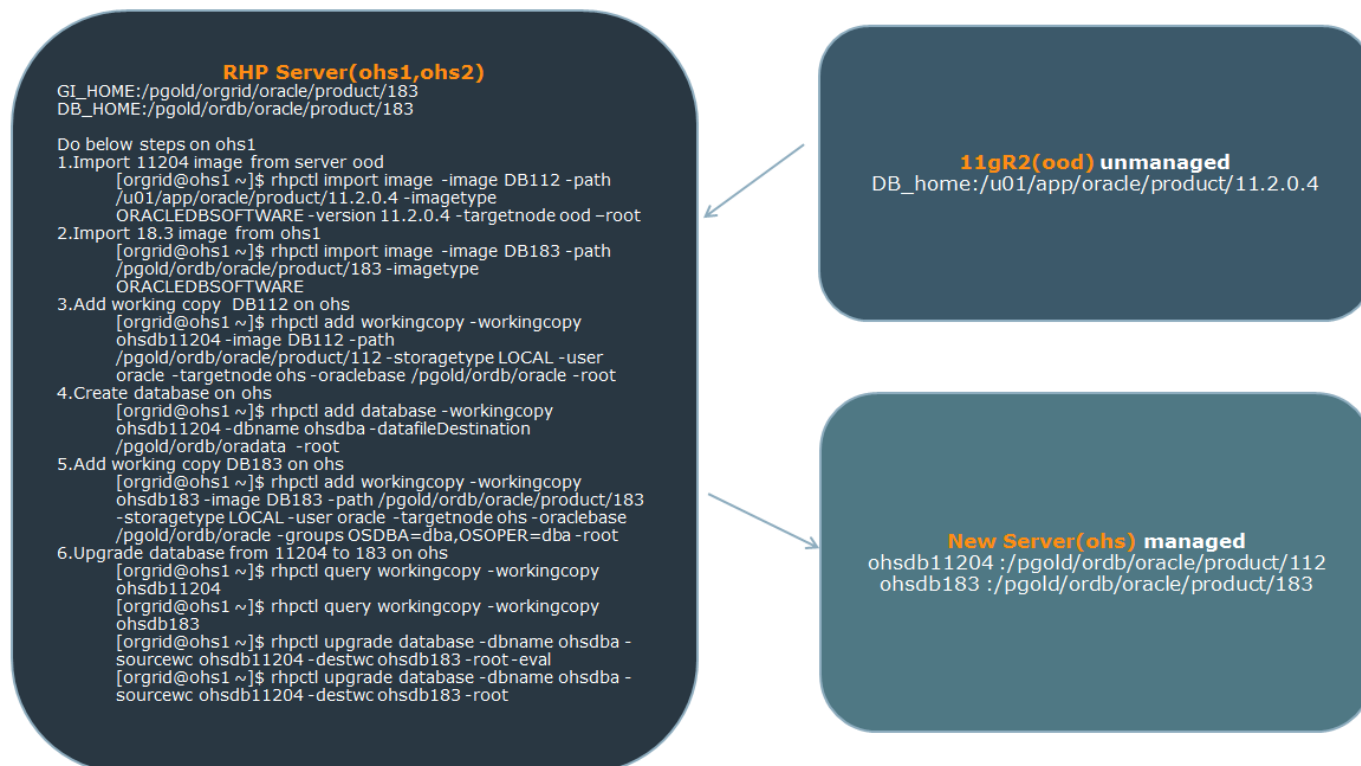 RHP Server(ohs1,ohs2)
GI_HOME:/pgold/orgrid/oracle/product/183
DB_HOME:/pgold/ordb/oracle/product/183
Do below steps on ohs1
1.Import 11204 image from server ood
[orgrid@ohs1 ~]$ rhpctl import image -image DB112 -path
/u01/app/oracle/product/11.2.0.4 -imagetype
ORACLEDBSOFTWARE -version 11.2.0.4 -targetnode ood –root
2.Import 18.3 image from ohs1
[orgrid@ohs1 ~]$ rhpctl import image -image DB183 -path
/pgold/ordb/oracle/product/183 -imagetype
ORACLEDBSOFTWARE
3.Add working copy DB112 on ohs
[orgrid@ohs1 ~]$ rhpctl add workingcopy -workingcopy
ohsdb11204 -image DB112 -path
/pgold/ordb/oracle/product/112 -storagetype LOCAL -user
oracle -targetnode ohs -oraclebase /pgold/ordb/oracle -root
4.Create database on ohs
[orgrid@ohs1 ~]$ rhpctl add database -workingcopy
ohsdb11204 -dbname ohsdba -datafileDestination
/pgold/ordb/oradata -root
5.Add working copy DB183 on ohs
[orgrid@ohs1 ~]$ rhpctl add workingcopy -workingcopy
ohsdb183 -image DB183 -path /pgold/ordb/oracle/product/183
-storagetype LOCAL -user oracle -targetnode ohs -oraclebase
/pgold/ordb/oracle -groups OSDBA=dba,OSOPER=dba -root
6.Upgrade database from 11204 to 183 on ohs
[orgrid@ohs1 ~]$ rhpctl query workingcopy -workingcopy
ohsdb11204
[orgrid@ohs1 ~]$ rhpctl query workingcopy -workingcopy
ohsdb183
[orgrid@ohs1 ~]$ rhpctl upgrade database -dbname ohsdba -
sourcewc ohsdb11204 -destwc ohsdb183 -root -eval
[orgrid@ohs1 ~]$ rhpctl upgrade database -dbname ohsdba -
sourcewc ohsdb11204 -destwc ohsdb183 -root
11gR2(ood) unmanaged
DB_home:/u01/app/oracle/product/11.2.0.4
New Server(ohs) managed
ohsdb11204 :/pgold/ordb/oracle/product/112
ohsdb183 :/pgold/ordb/oracle/product/183